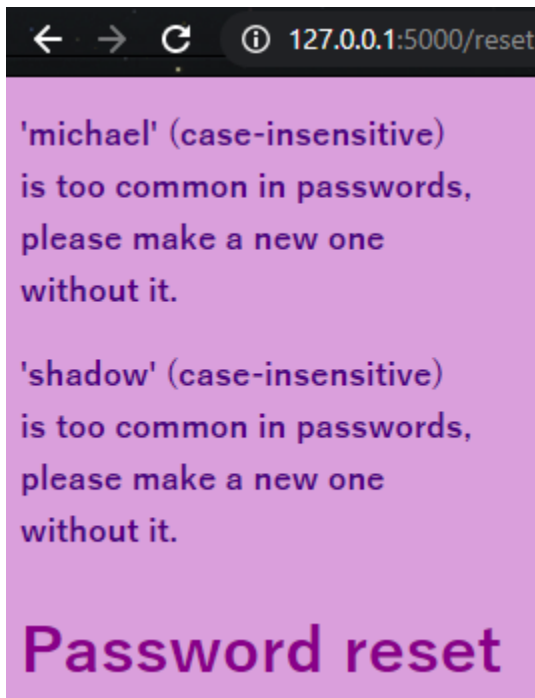 127.0.0.1:5000/reset
'michael' (case-insensitive)
is too common in passwords,
please make a new one
without it.
'shadow' (case-insensitive)
is too common in passwords,
please make a new one
without it.
Password reset